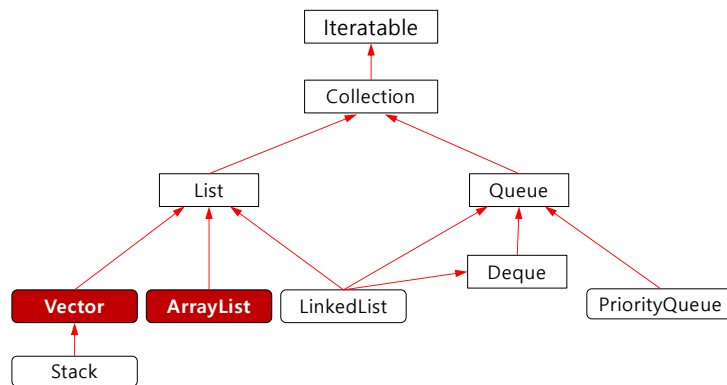 Iteratable
Collection
List
Queue
Deque
Vector
ArrayList
LinkedList
PriorityQueue
Stack